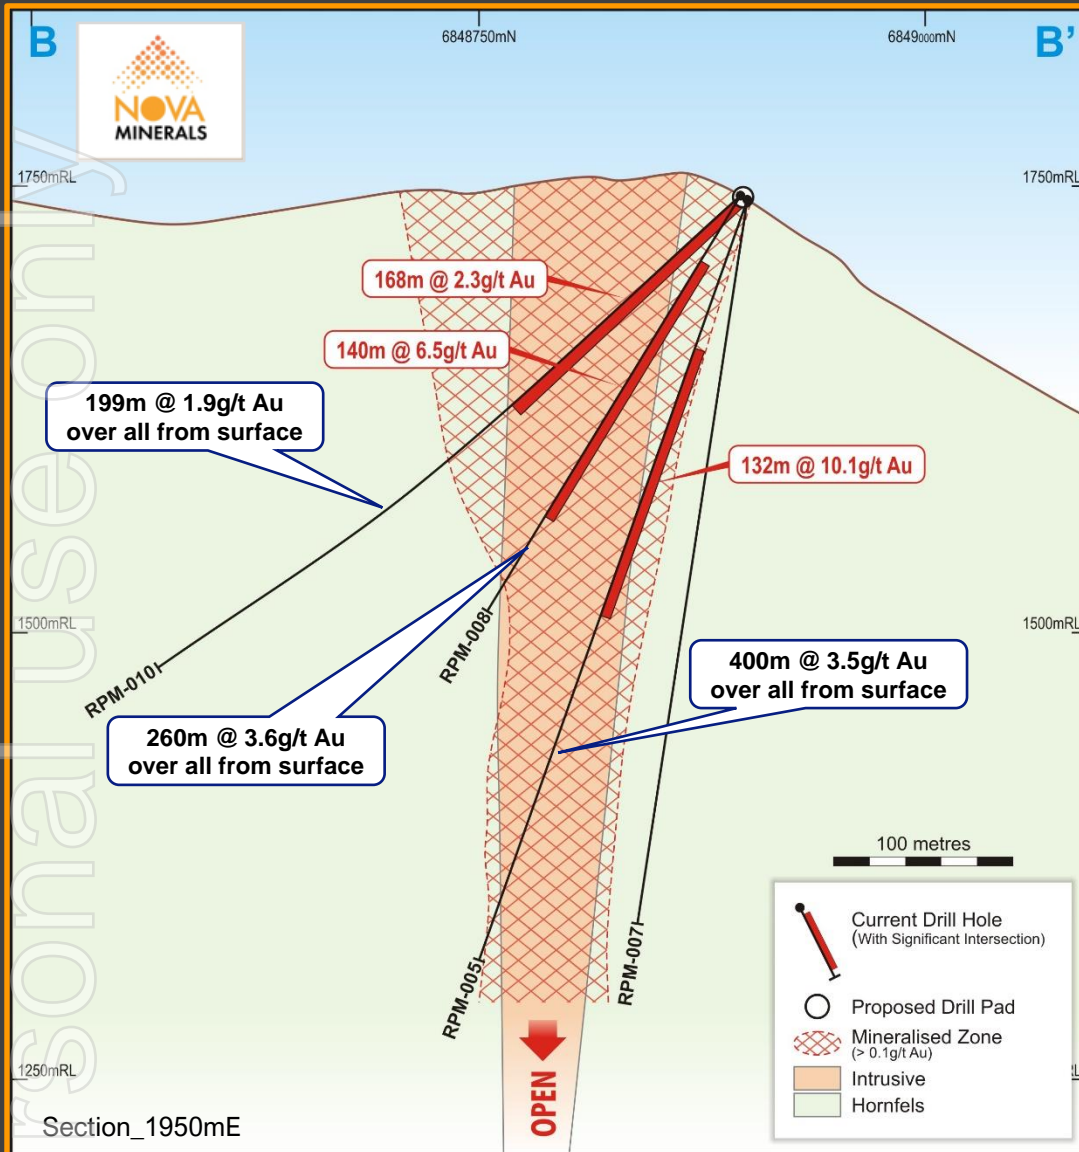 B
6848750mN
6849000mN
B'
NOVA
MINERALS
1750mRL
1750mRL
168m @ 2.3g/t Au
140m @ 6.5g/t Au
199m @ 1.9g/t Au
over all from surface
132m @ 10.1g/t Au
1500mRL
1500mRL
RPM-008
RPM-010
400m @ 3.5g/t Au
over all from surface
260m @ 3.6g/t Au
over all from surface
100 metres
RPM-007
RPM-005
Current Drill Hole
(With Significant Intersection)
Proposed Drill Pad
Mineralised Zone
(> 0.1g/t Au)
Intrusive
Hornfels
1250mRL
OPEN
Section_1950mE
rsonal use only